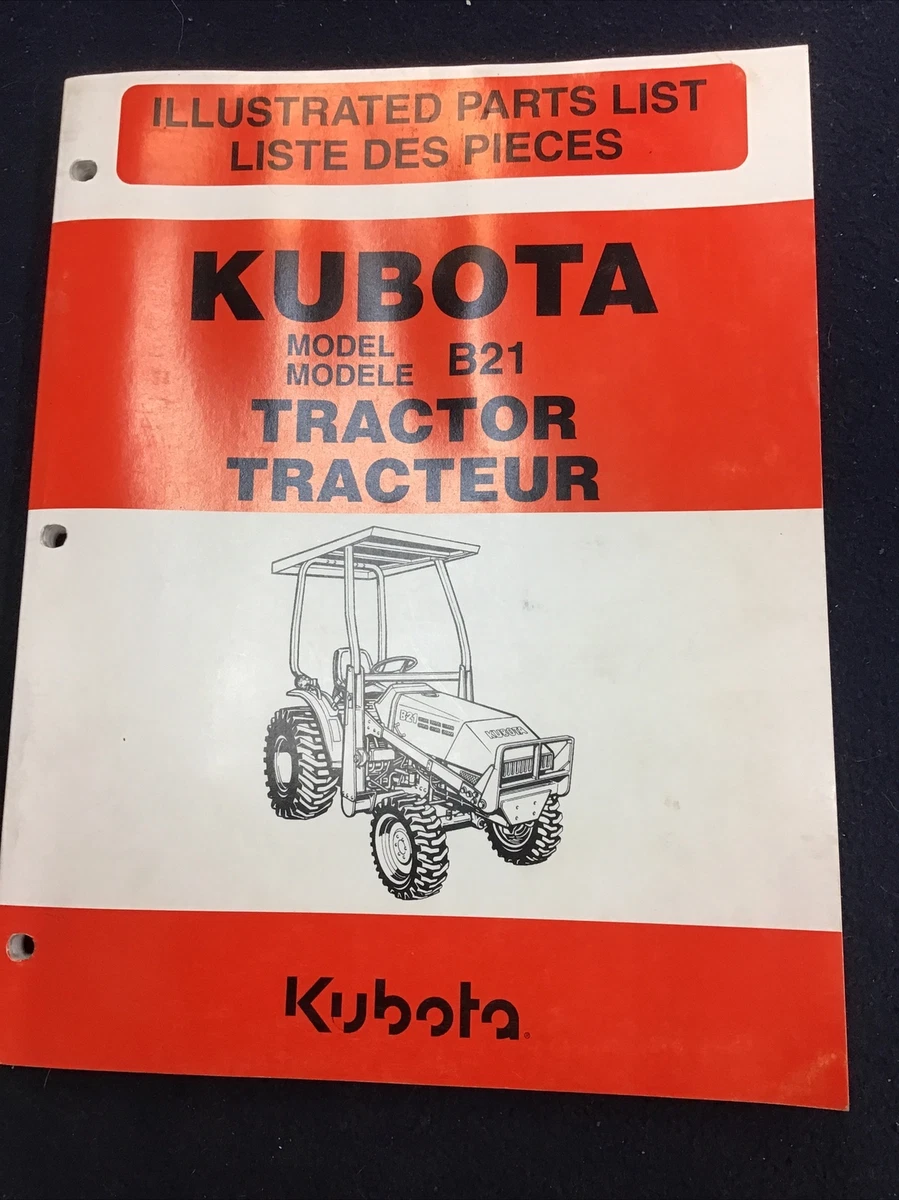 ILLUSTRATED PARTS LIST
LISTE DES PIECES
KUBOTA
MODEL
MODELE
B21
TRACTOR
TRACTEUR
B21
KUBOTA
Kubota